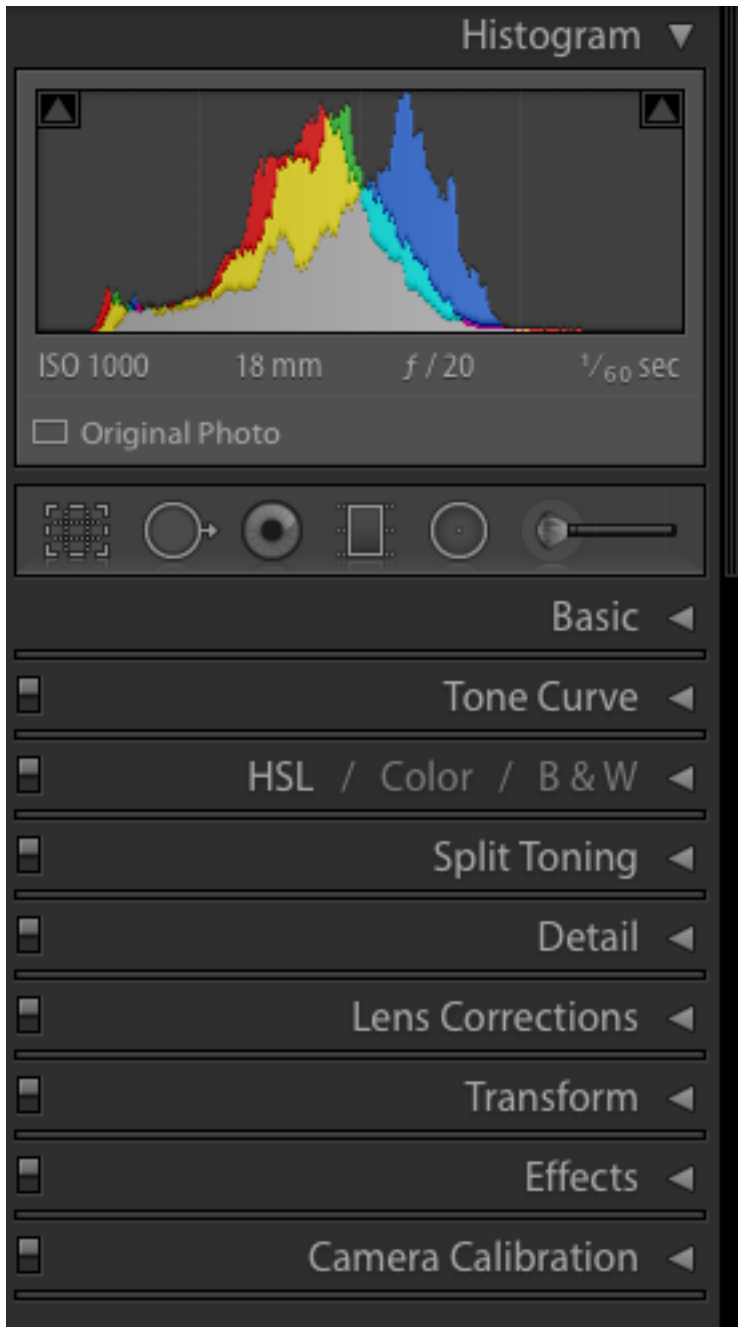 Histogram
ISO 1000 18 mm ƒ / 20 ¹⁄₆₀ sec
Original Photo
Basic
Tone Curve
HSL / Color / B & W
Split Toning
Detail
Lens Corrections
Transform
Effects
Camera Calibration